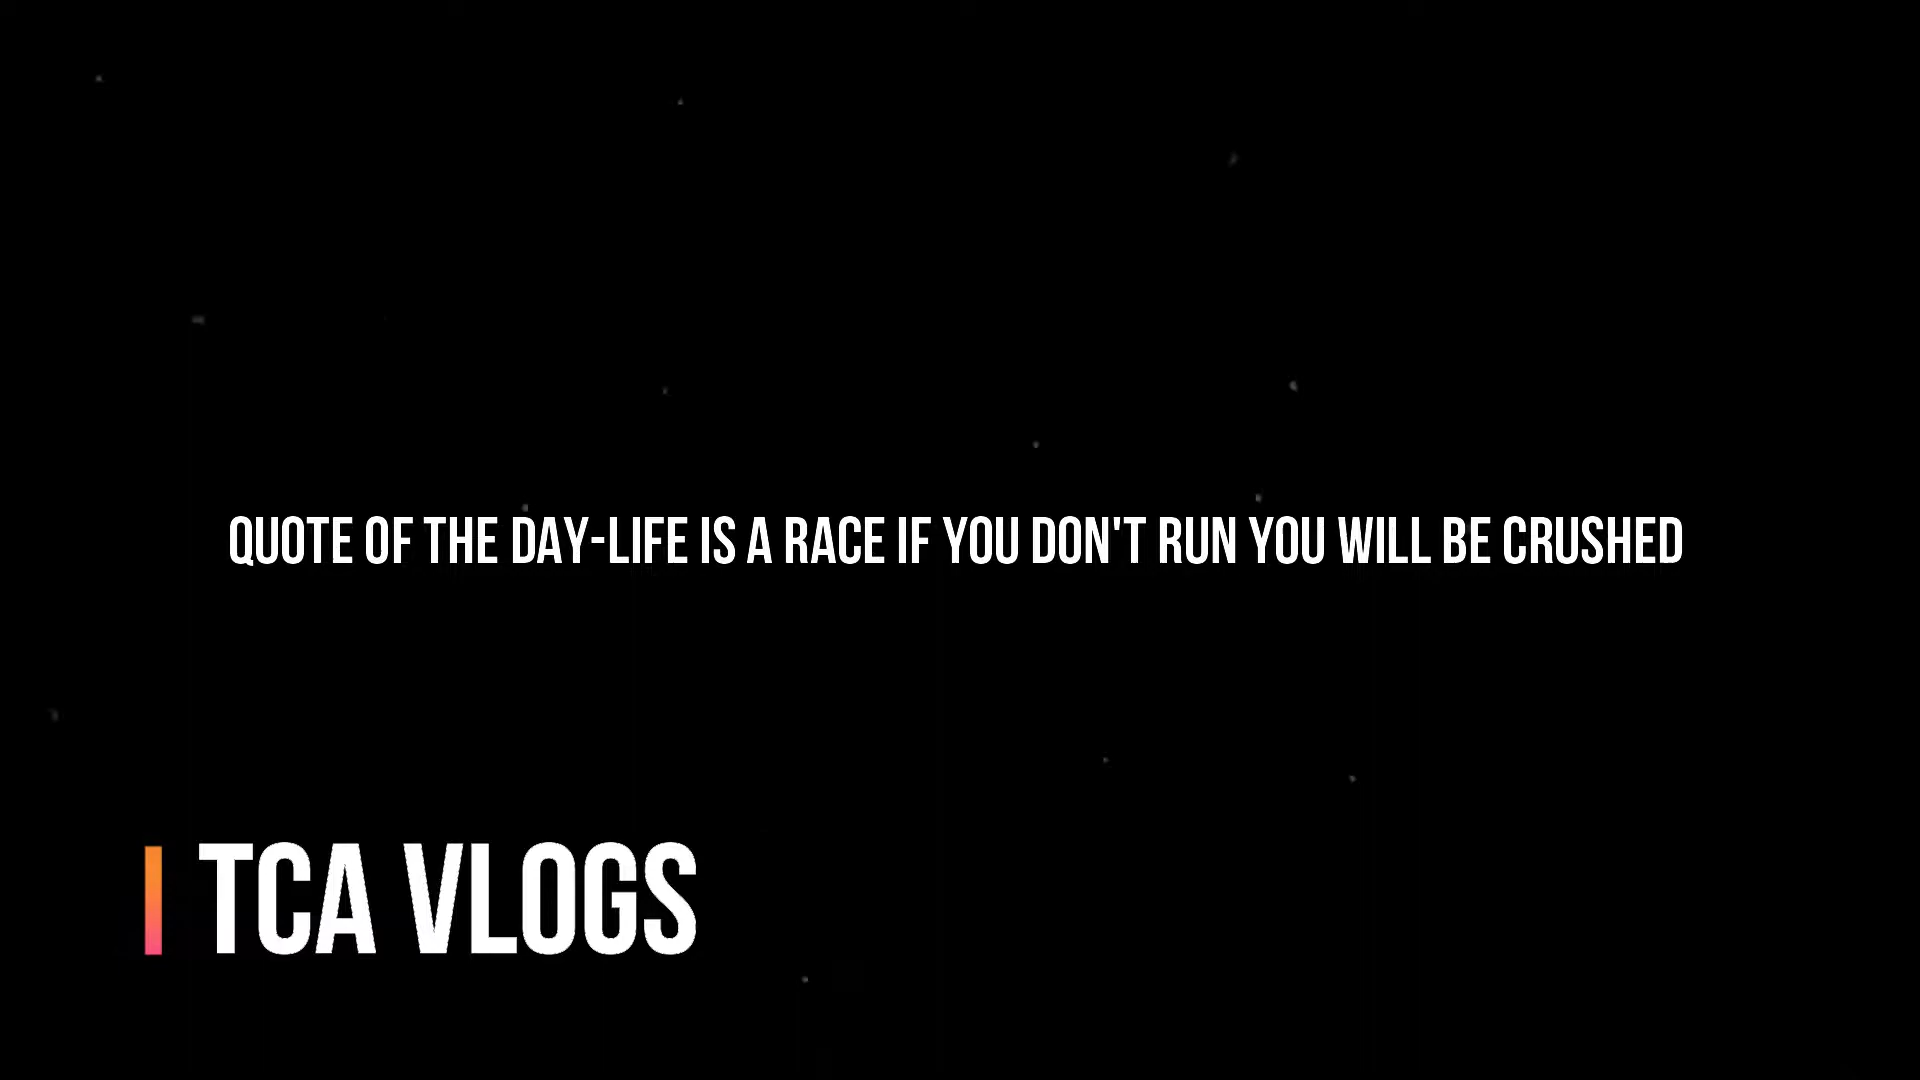 QUOTE OF THE DAY-LIFE IS A RACE IF YOU DON'T RUN YOU WILL BE CRUSHED
TCA VLOGS